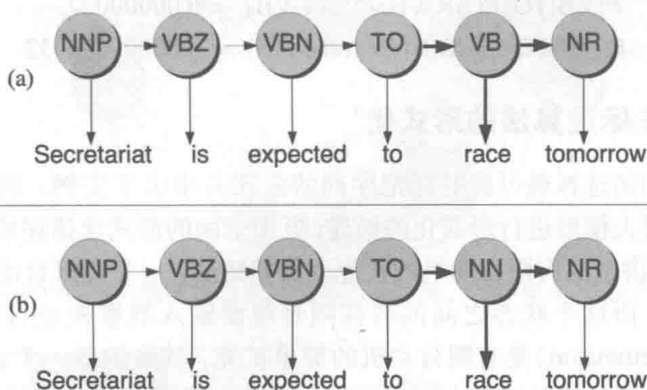 NNP VBZ VBN TO VB NR
(a)
Secretariat is expected to race tomorrow
NNP VBZ VBN TO NN NR
(b)
Secretariat is expected to race tomorrow